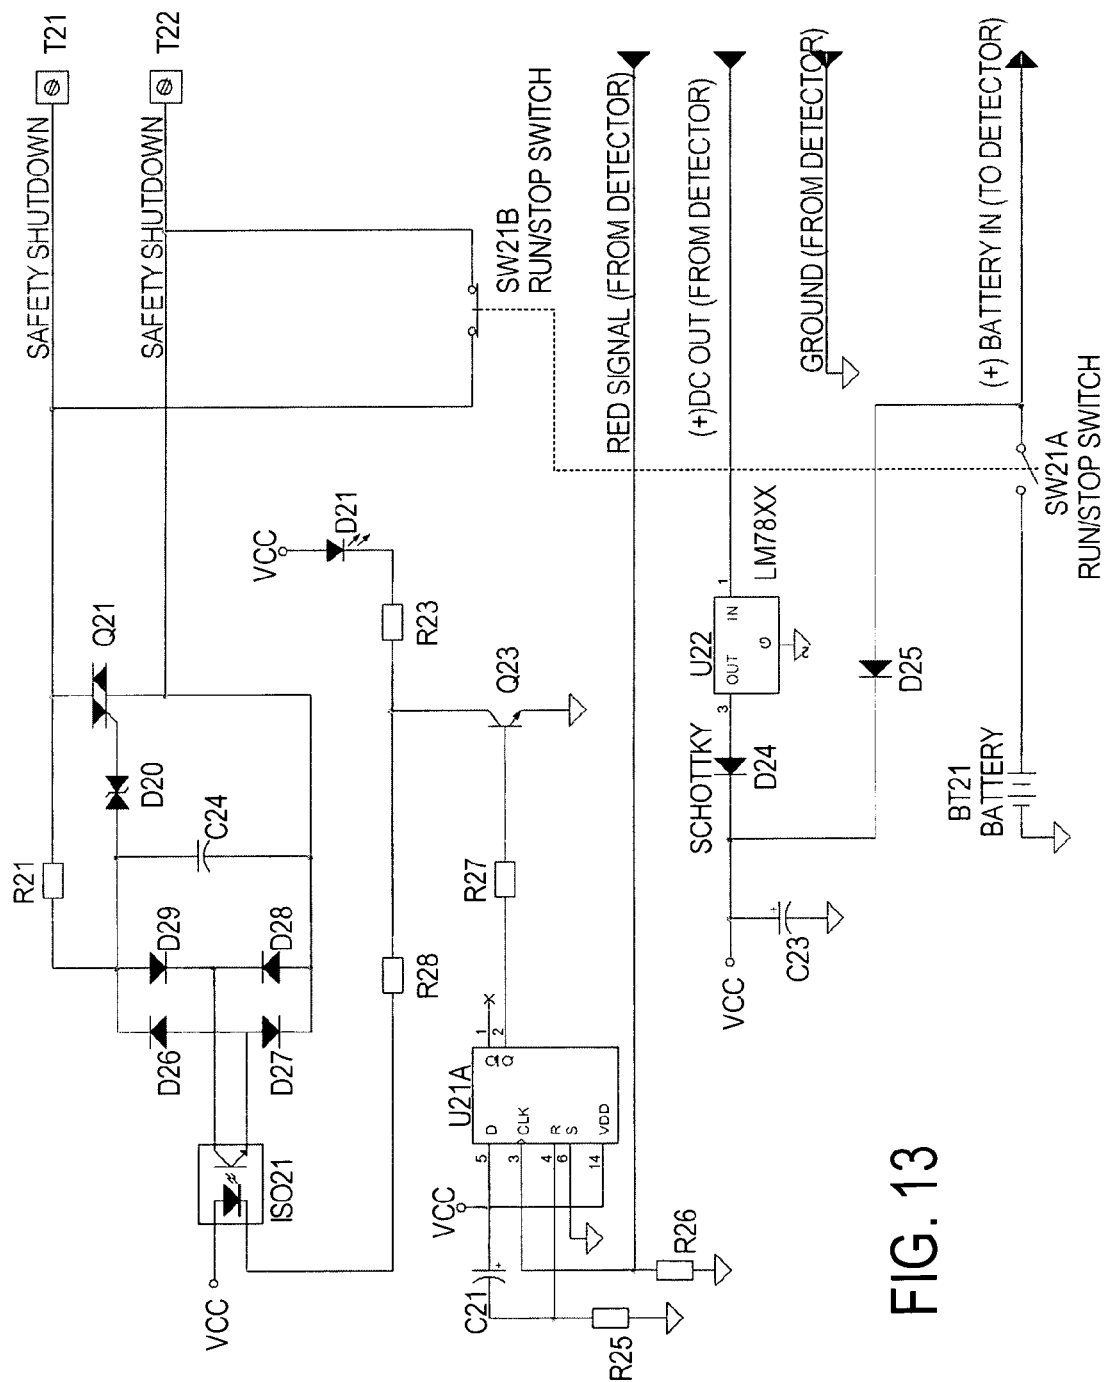 T21
T22
SAFETY SHUTDOWN
SAFETY SHUTDOWN
SW21B
RUN/STOP SWITCH
RED SIGNAL (FROM DETECTOR)
(+)DC OUT (FROM DETECTOR)
GROUND (FROM DETECTOR)
(+) BATTERY IN (TO DETECTOR)
SW21A
RUN/STOP SWITCH
VCC
D21
R23
Q21
D20
C24
R21
D29
D28
D26
D27
R28
ISO21
VCC
Q23
R27
U21A
1
2
Q
Q
D
CLK
R
S
VDD
5
3
4
6
14
VCC
C21
R25
R26
LM78XX
1
U22
IN
OUT
G
2
3
SCHOTTKY
D24
D25
BT21
BATTERY
C23
+
VCC
FIG. 13